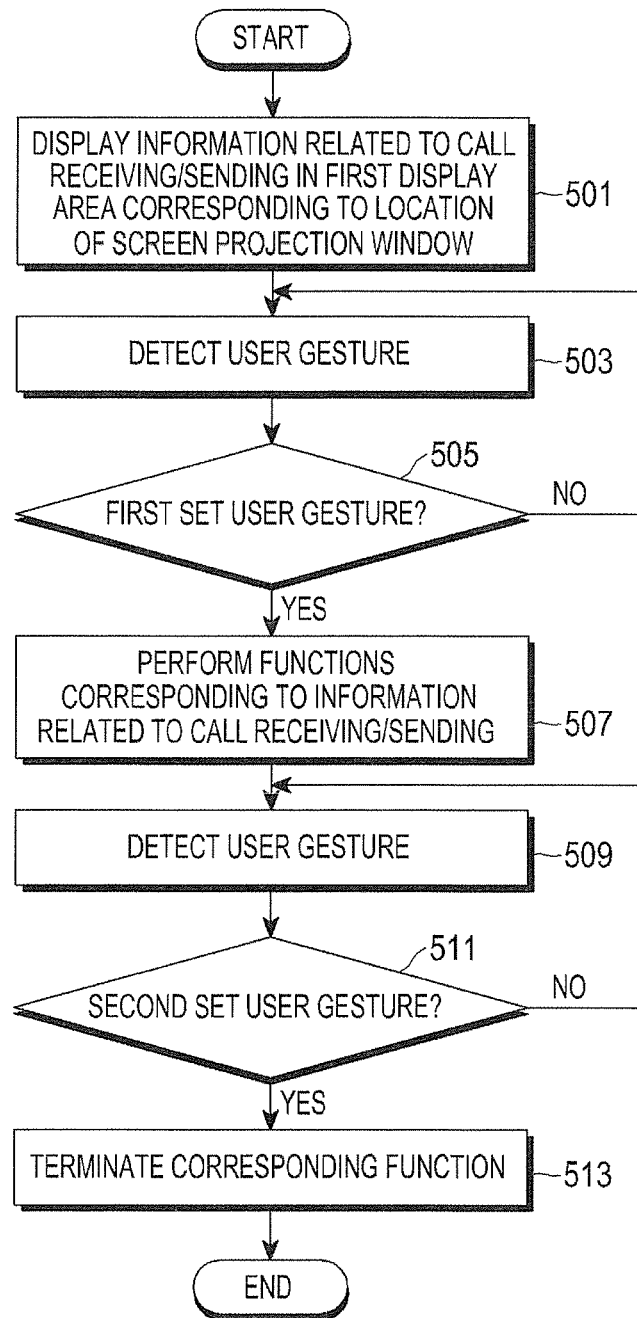 START
DISPLAY INFORMATION RELATED TO CALL
RECEIVING/SENDING IN FIRST DISPLAY
AREA CORRESPONDING TO LOCATION
OF SCREEN PROJECTION WINDOW
501
DETECT USER GESTURE
503
505
FIRST SET USER GESTURE?
NO
YES
PERFORM FUNCTIONS
CORRESPONDING TO INFORMATION
RELATED TO CALL RECEIVING/SENDING
507
DETECT USER GESTURE
509
511
SECOND SET USER GESTURE?
NO
YES
TERMINATE CORRESPONDING FUNCTION
513
END